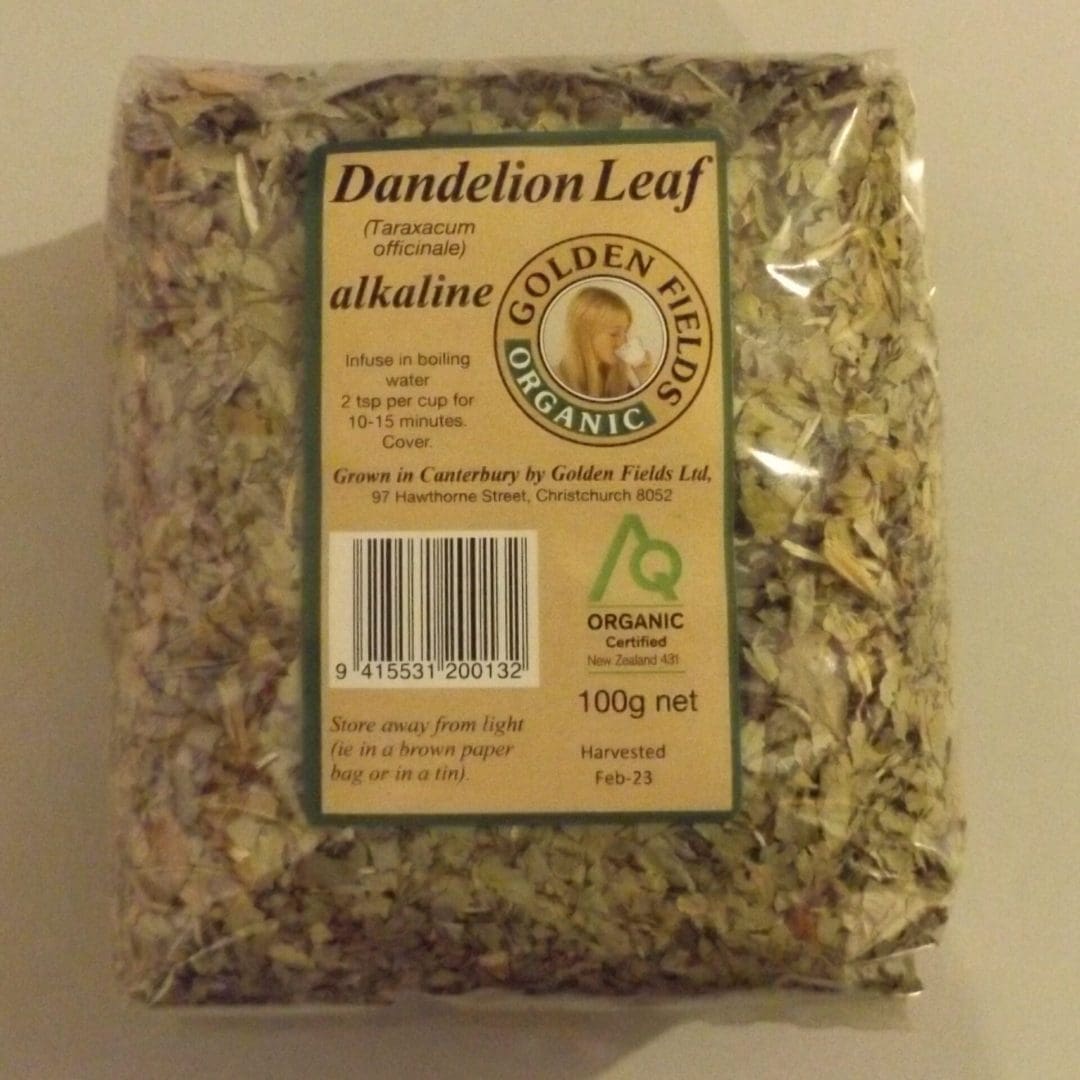 Dandelion Leaf
(Taraxacum
officinale)
alkaline
GOLDEN FIELDS
ORGANIC
Infuse in boiling
water
2 tsp per cup for
10-15 minutes.
Cover.
Grown in Canterbury by Golden Fields Ltd,
97 Hawthorne Street, Christchurch 8052
AQ
ORGANIC
Certified
New Zealand 431
9 415531 200132
100g net
Store away from light
(ie in a brown paper
bag or in a tin).
Harvested
Feb-23